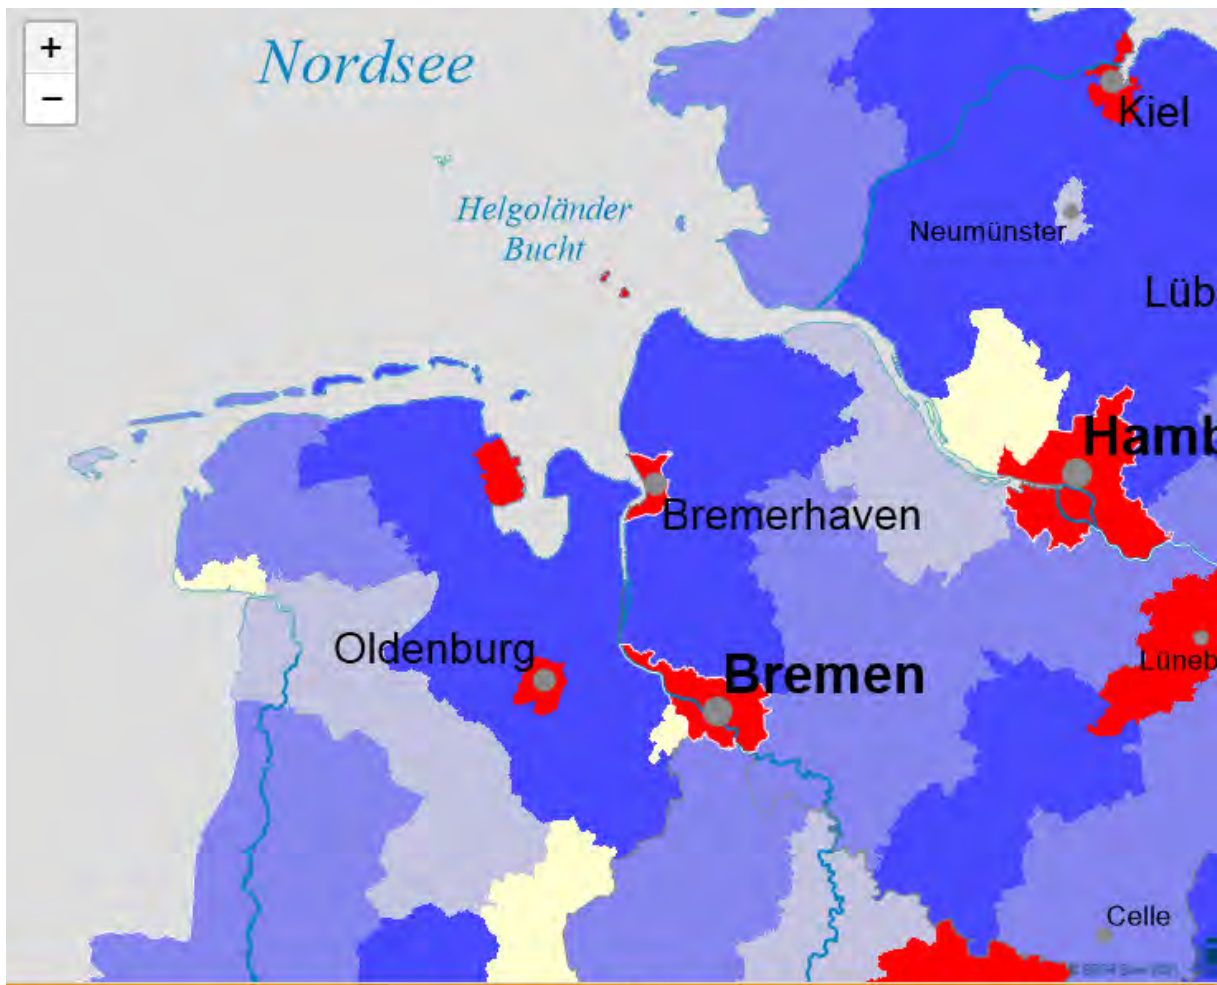 +
−
Nordsee
Kiel
Helgoländer
Bucht
Neumünster
Lüb
Hamb
Bremerhaven
Oldenburg
Bremen
Lüneb
Celle